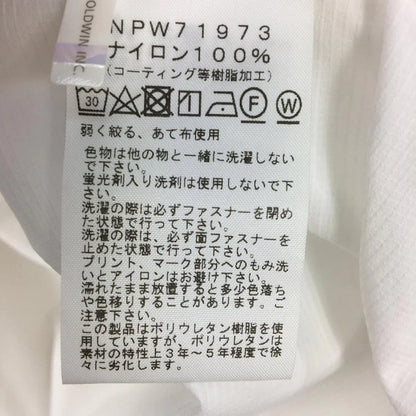 OLDWIN INC.
NPW71973
ナイロン100%
(コーティング等樹脂加工)
30 F W
弱く絞る、あて布使用
色物は他の物と一緒に洗濯しない
で下さい。
蛍光剤入り洗剤は使用しないで下
さい。
洗濯の際は必ずファスナーを閉め
た状態で行って下さい。
洗濯の際は、必ず面ファスナーを
止めた状態で行って下さい。
プリント、マーク部分へのもみ洗
いとアイロンはお避け下さい。
濡れたまま放置すると多少色落ち
や色移りすることがあります。ご
注意下さい。
この製品はポリウレタン樹脂を使
用していますが、ポリウレタンは
素材の特性上3年～5年程度で徐
々に劣化します。